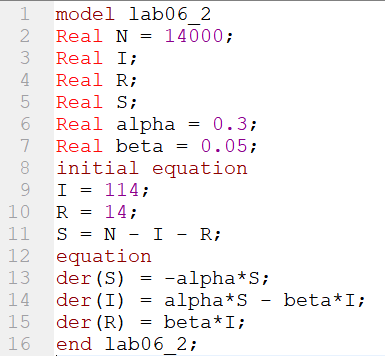 1 model lab06_2
2 Real N = 14000;
3 Real I;
4 Real R;
5 Real S;
6 Real alpha = 0.3;
7 Real beta = 0.05;
8 initial equation
9 I = 114;
10 R = 14;
11 S = N - I - R;
12 equation
13 der(S) = -alpha*S;
14 der(I) = alpha*S - beta*I;
15 der(R) = beta*I;
16 end lab06_2;